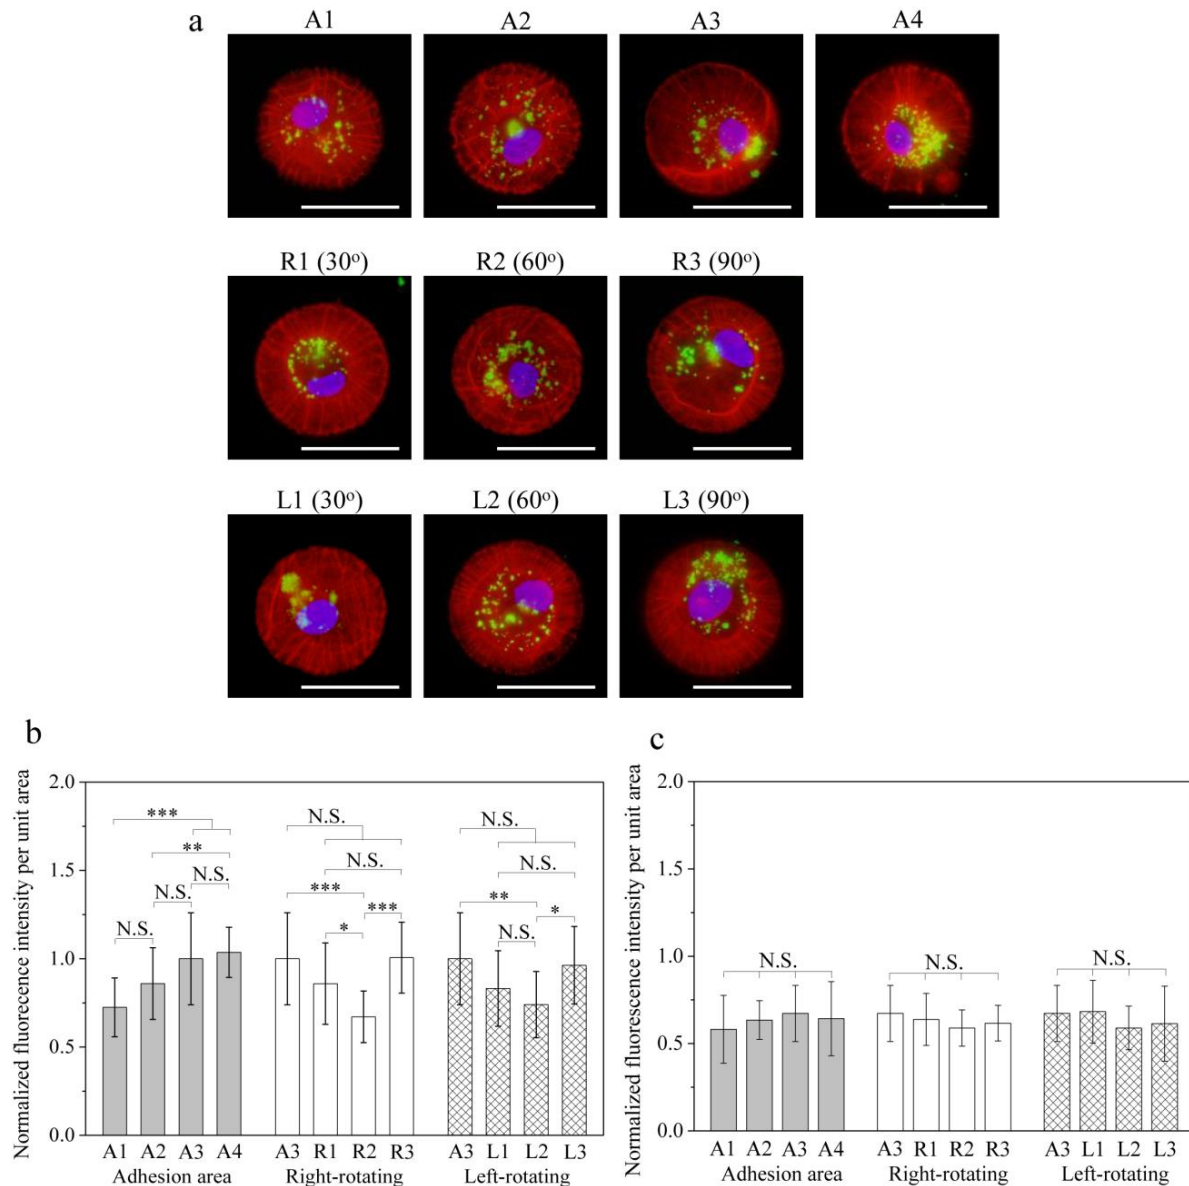 a
A1 A2 A3 A4
R1 (30°) R2 (60°) R3 (90°)
L1 (30°) L2 (60°) L3 (90°)
b
Normalized fluorescence intensity per unit area
2.0
1.5
1.0
0.5
0.0
*** N.S. N.S.
** N.S. N.S.
N.S. N.S. *** *** ** *
N.S. * N.S.
A1 A2 A3 A4 A3 R1 R2 R3 A3 L1 L2 L3
Adhesion area Right-rotating Left-rotating
c
Normalized fluorescence intensity per unit area
2.0
1.5
1.0
0.5
0.0
N.S. N.S. N.S.
A1 A2 A3 A4 A3 R1 R2 R3 A3 L1 L2 L3
Adhesion area Right-rotating Left-rotating